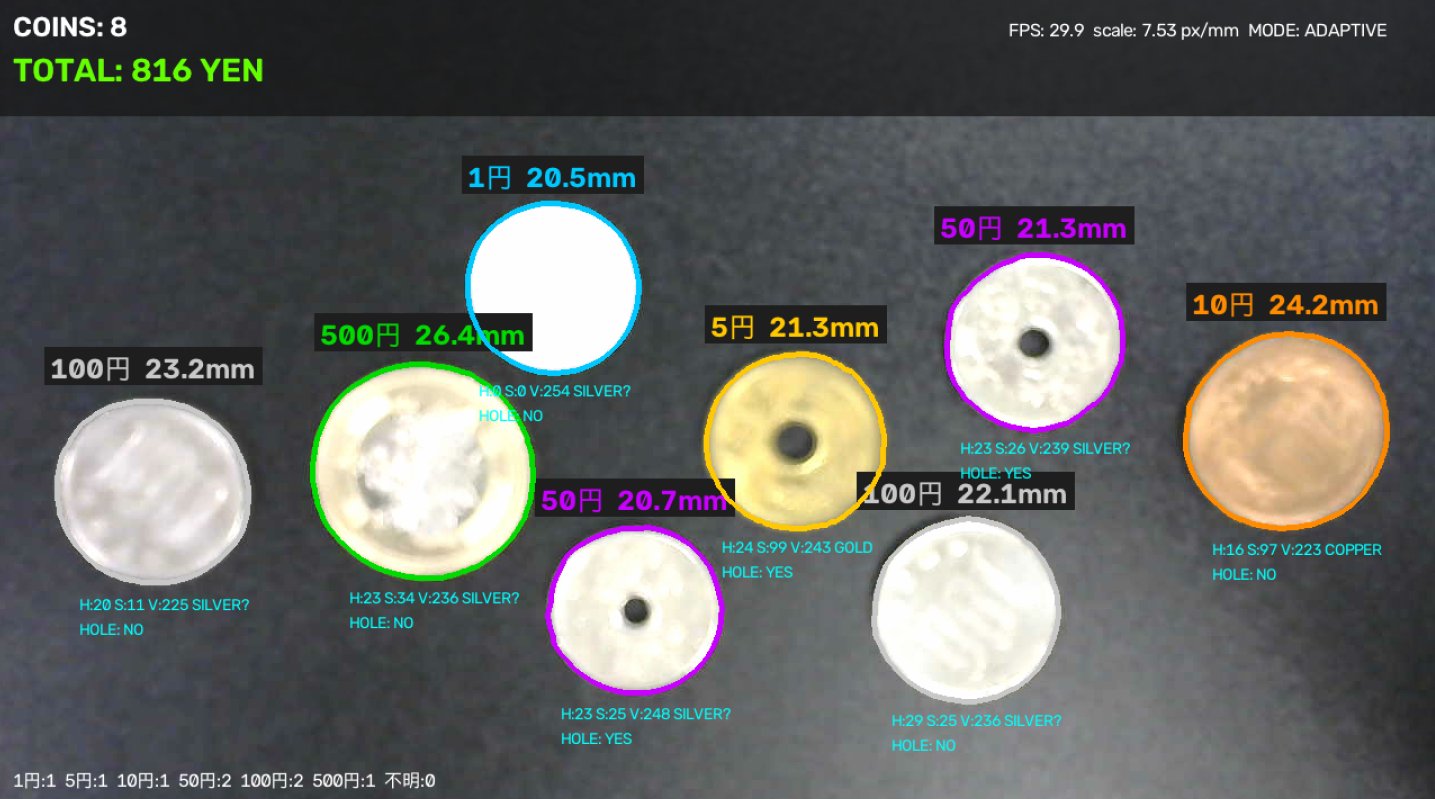 COINS: 8
FPS: 29.9 scale: 7.53 px/mm MODE: ADAPTIVE
TOTAL: 816 YEN
1円 20.5mm
50円 21.3mm
10円 24.2mm
5円 21.3mm
500円 26.4mm
100円 23.2mm
H:0 S:0 V:254 SILVER?
HOLE: NO
H:23 S:26 V:239 SILVER?
HOLE: YES
100円 22.1mm
50円 20.7mm
H:24 S:99 V:243 GOLD
HOLE: YES
H:16 S:97 V:223 COPPER
HOLE: NO
H:20 S:11 V:225 SILVER?
HOLE: NO
H:23 S:34 V:236 SILVER?
HOLE: NO
H:23 S:25 V:248 SILVER?
HOLE: YES
H:29 S:25 V:236 SILVER?
HOLE: NO
1円:1 5円:1 10円:1 50円:2 100円:2 500円:1 不明:0